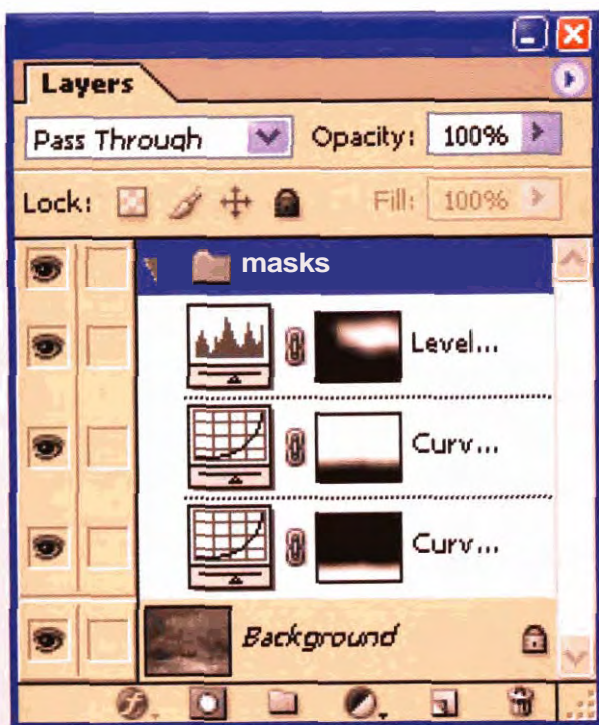 Layers
Pass Through Opacity: 100%
Lock: Fill: 100%
masks
Level...
Curv...
Curv...
Background